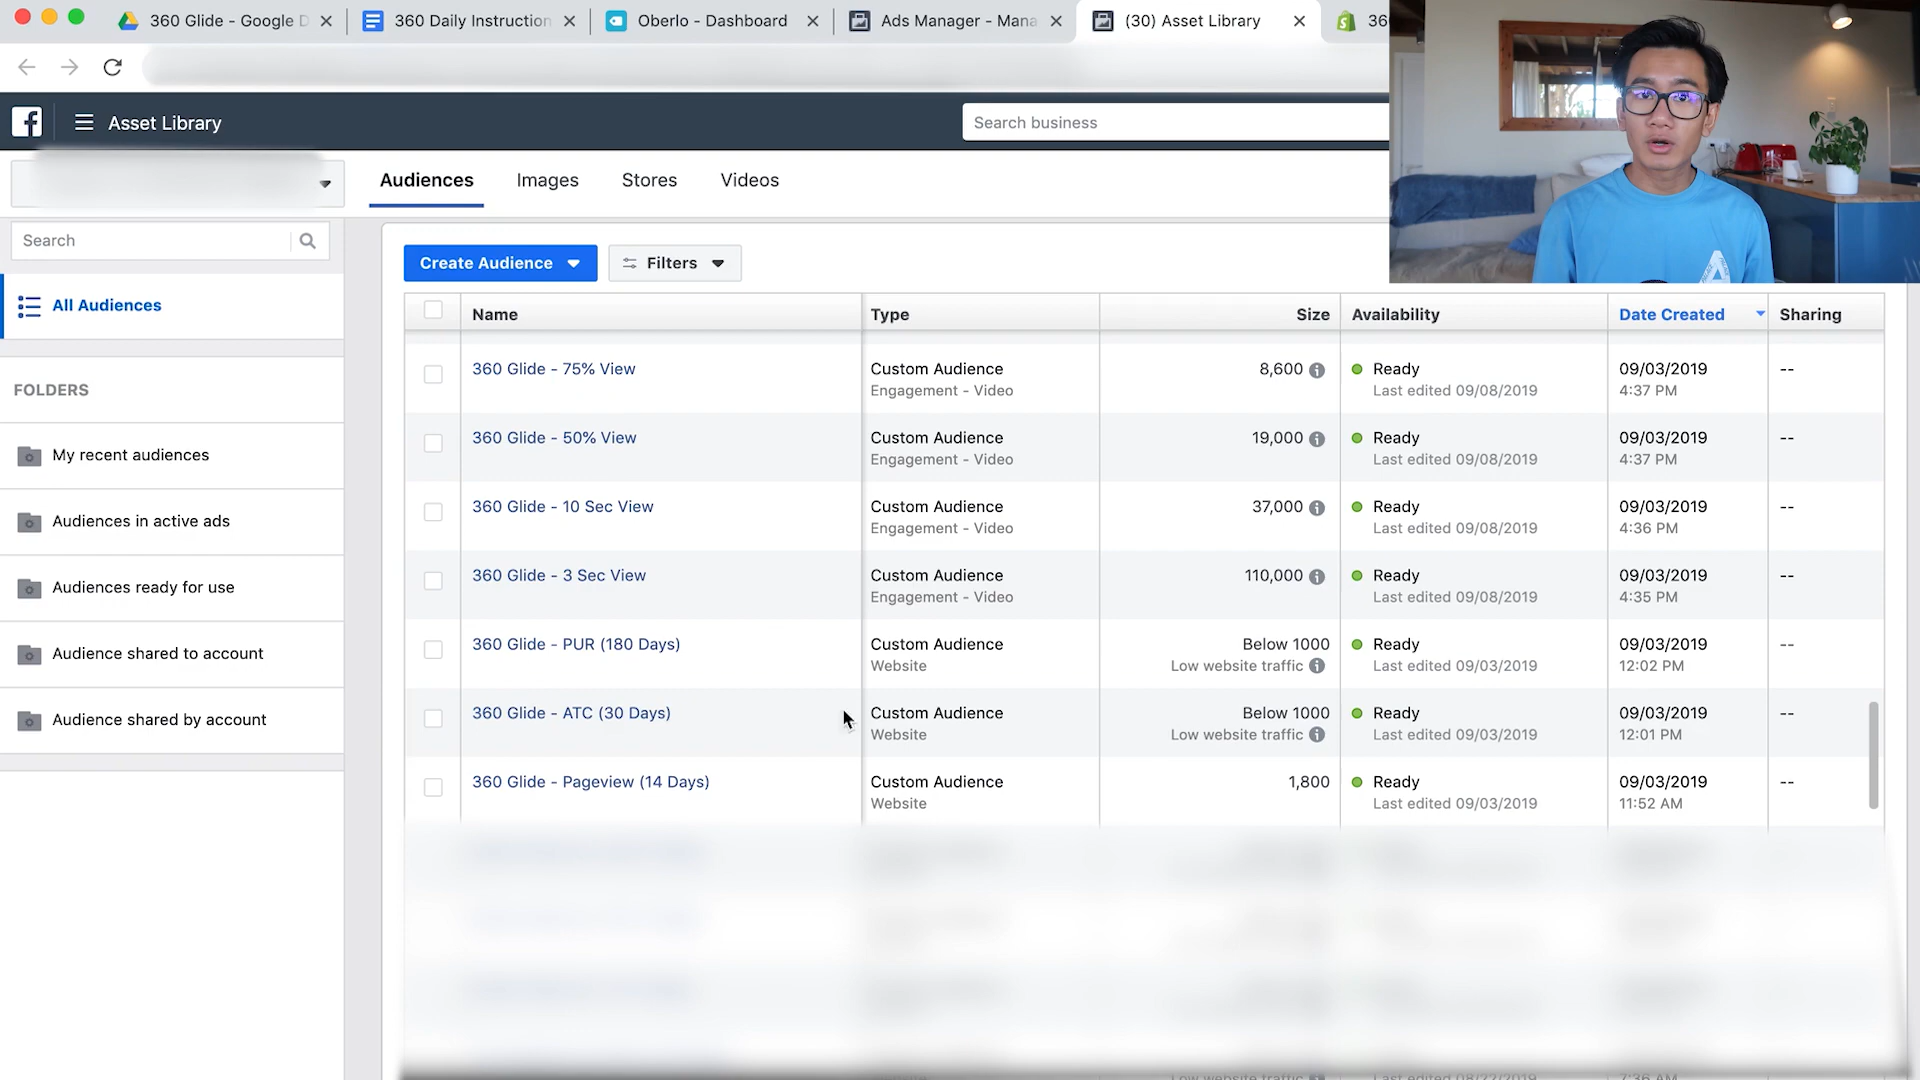 360 Glide - Google D
360 Daily Instruction
Oberlo - Dashboard
Ads Manager - Mana
(30) Asset Library
36
Asset Library
Search business
Audiences
Images
Stores
Videos
Search
Create Audience
Filters
All Audiences
FOLDERS
My recent audiences
Audiences in active ads
Audiences ready for use
Audience shared to account
Audience shared by account
Name
Type
Size
Availability
Date Created
Sharing
360 Glide - 75% View
Custom Audience
8,600
Ready
09/03/2019
--
Engagement - Video
Last edited 09/08/2019
4:37 PM
360 Glide - 50% View
Custom Audience
19,000
Ready
09/03/2019
--
Engagement - Video
Last edited 09/08/2019
4:37 PM
360 Glide - 10 Sec View
Custom Audience
37,000
Ready
09/03/2019
--
Engagement - Video
Last edited 09/08/2019
4:36 PM
360 Glide - 3 Sec View
Custom Audience
110,000
Ready
09/03/2019
--
Engagement - Video
Last edited 09/08/2019
4:35 PM
360 Glide - PUR (180 Days)
Custom Audience
Below 1000
Ready
09/03/2019
--
Website
Low website traffic
Last edited 09/03/2019
12:02 PM
360 Glide - ATC (30 Days)
Custom Audience
Below 1000
Ready
09/03/2019
--
Website
Low website traffic
Last edited 09/03/2019
12:01 PM
360 Glide - Pageview (14 Days)
Custom Audience
1,800
Ready
09/03/2019
--
Website
Last edited 09/03/2019
11:52 AM